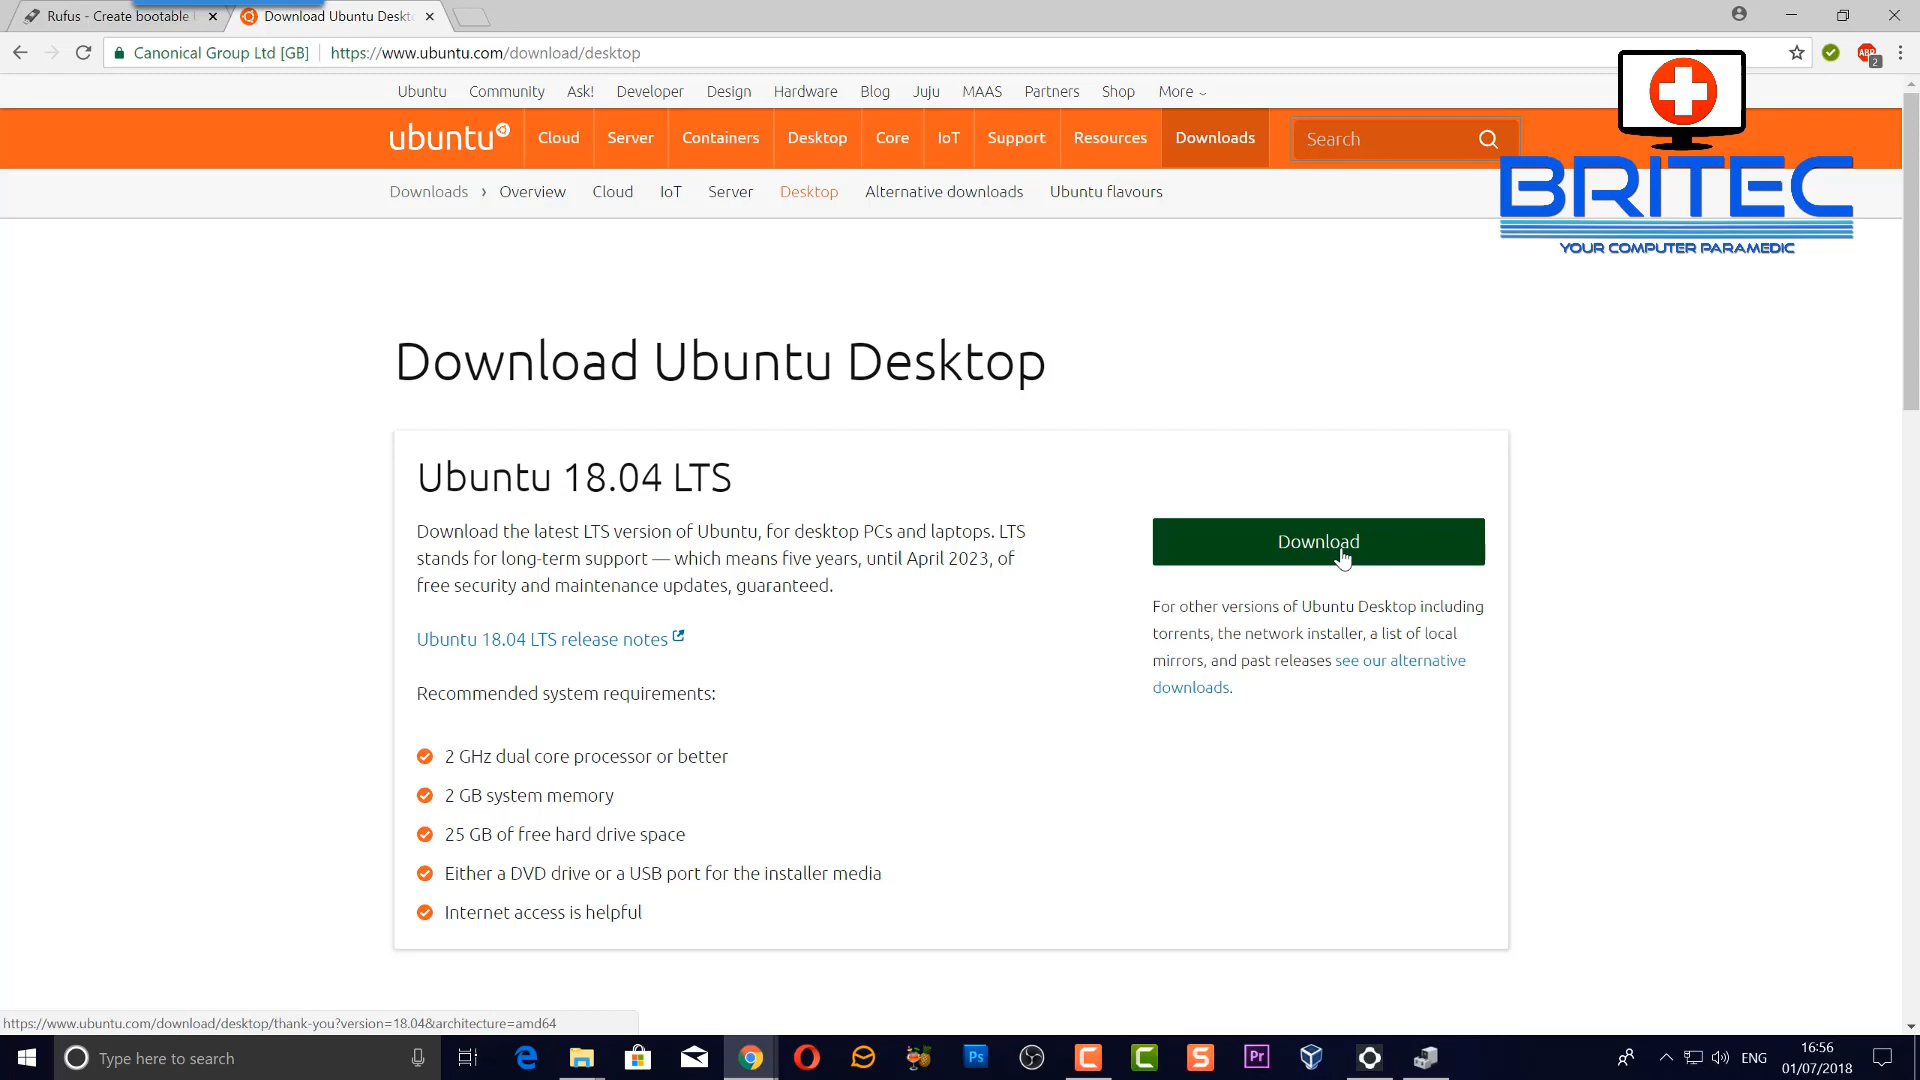 Rufus - Create bootable
Download Ubuntu Deskt
Canonical Group Ltd [GB]
https://www.ubuntu.com/download/desktop
ABP
2
Ubuntu Community Ask! Developer Design Hardware Blog Juju MAAS Partners Shop More
ubuntu Cloud Server Containers Desktop Core IoT Support Resources Downloads Search
Downloads › Overview Cloud IoT Server Desktop Alternative downloads Ubuntu flavours
BRITEC
YOUR COMPUTER PARAMEDIC
Download Ubuntu Desktop
Ubuntu 18.04 LTS
Download the latest LTS version of Ubuntu, for desktop PCs and laptops. LTS
stands for long-term support — which means five years, until April 2023, of
free security and maintenance updates, guaranteed.
Ubuntu 18.04 LTS release notes
Recommended system requirements:
2 GHz dual core processor or better
2 GB system memory
25 GB of free hard drive space
Either a DVD drive or a USB port for the installer media
Internet access is helpful
Download
For other versions of Ubuntu Desktop including
torrents, the network installer, a list of local
mirrors, and past releases see our alternative
downloads.
https://www.ubuntu.com/download/desktop/thank-you?version=18.04&architecture=amd64
Type here to search
Ps
C
C
S
Pr
ENG
16:56
01/07/2018